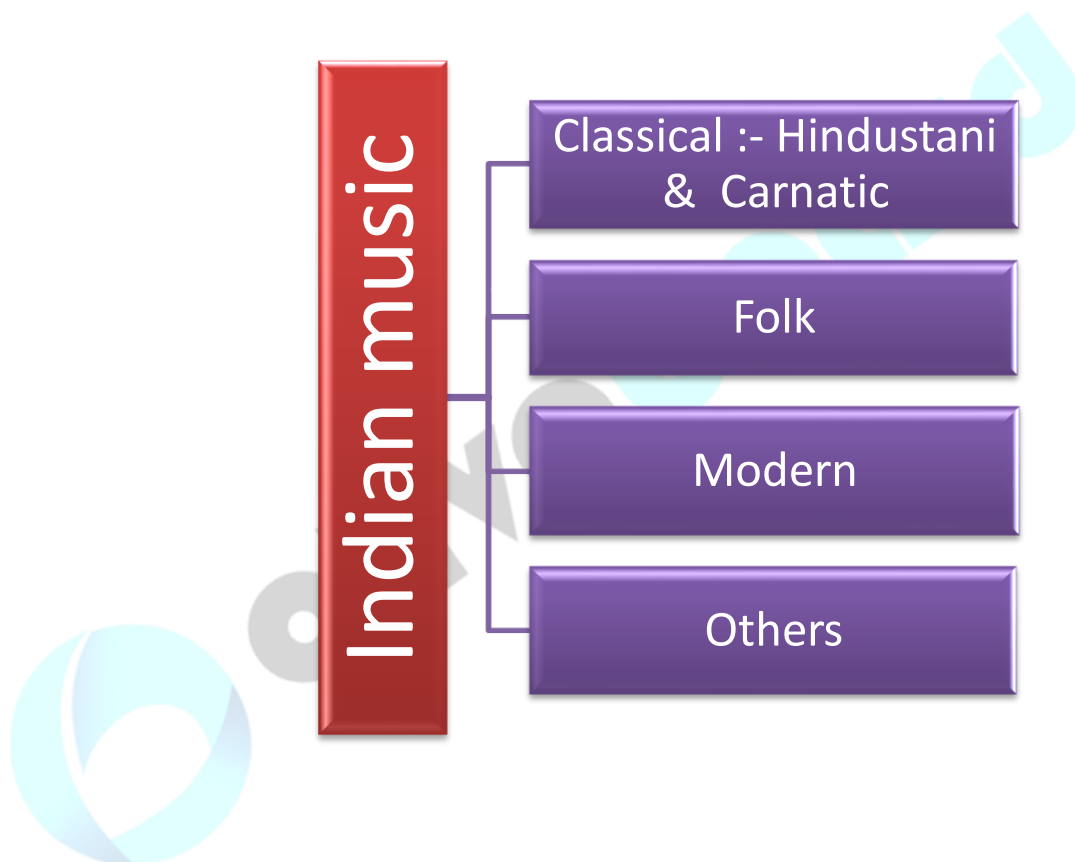 Indian music
Classical :- Hindustani
& Carnatic
Folk
Modern
Others